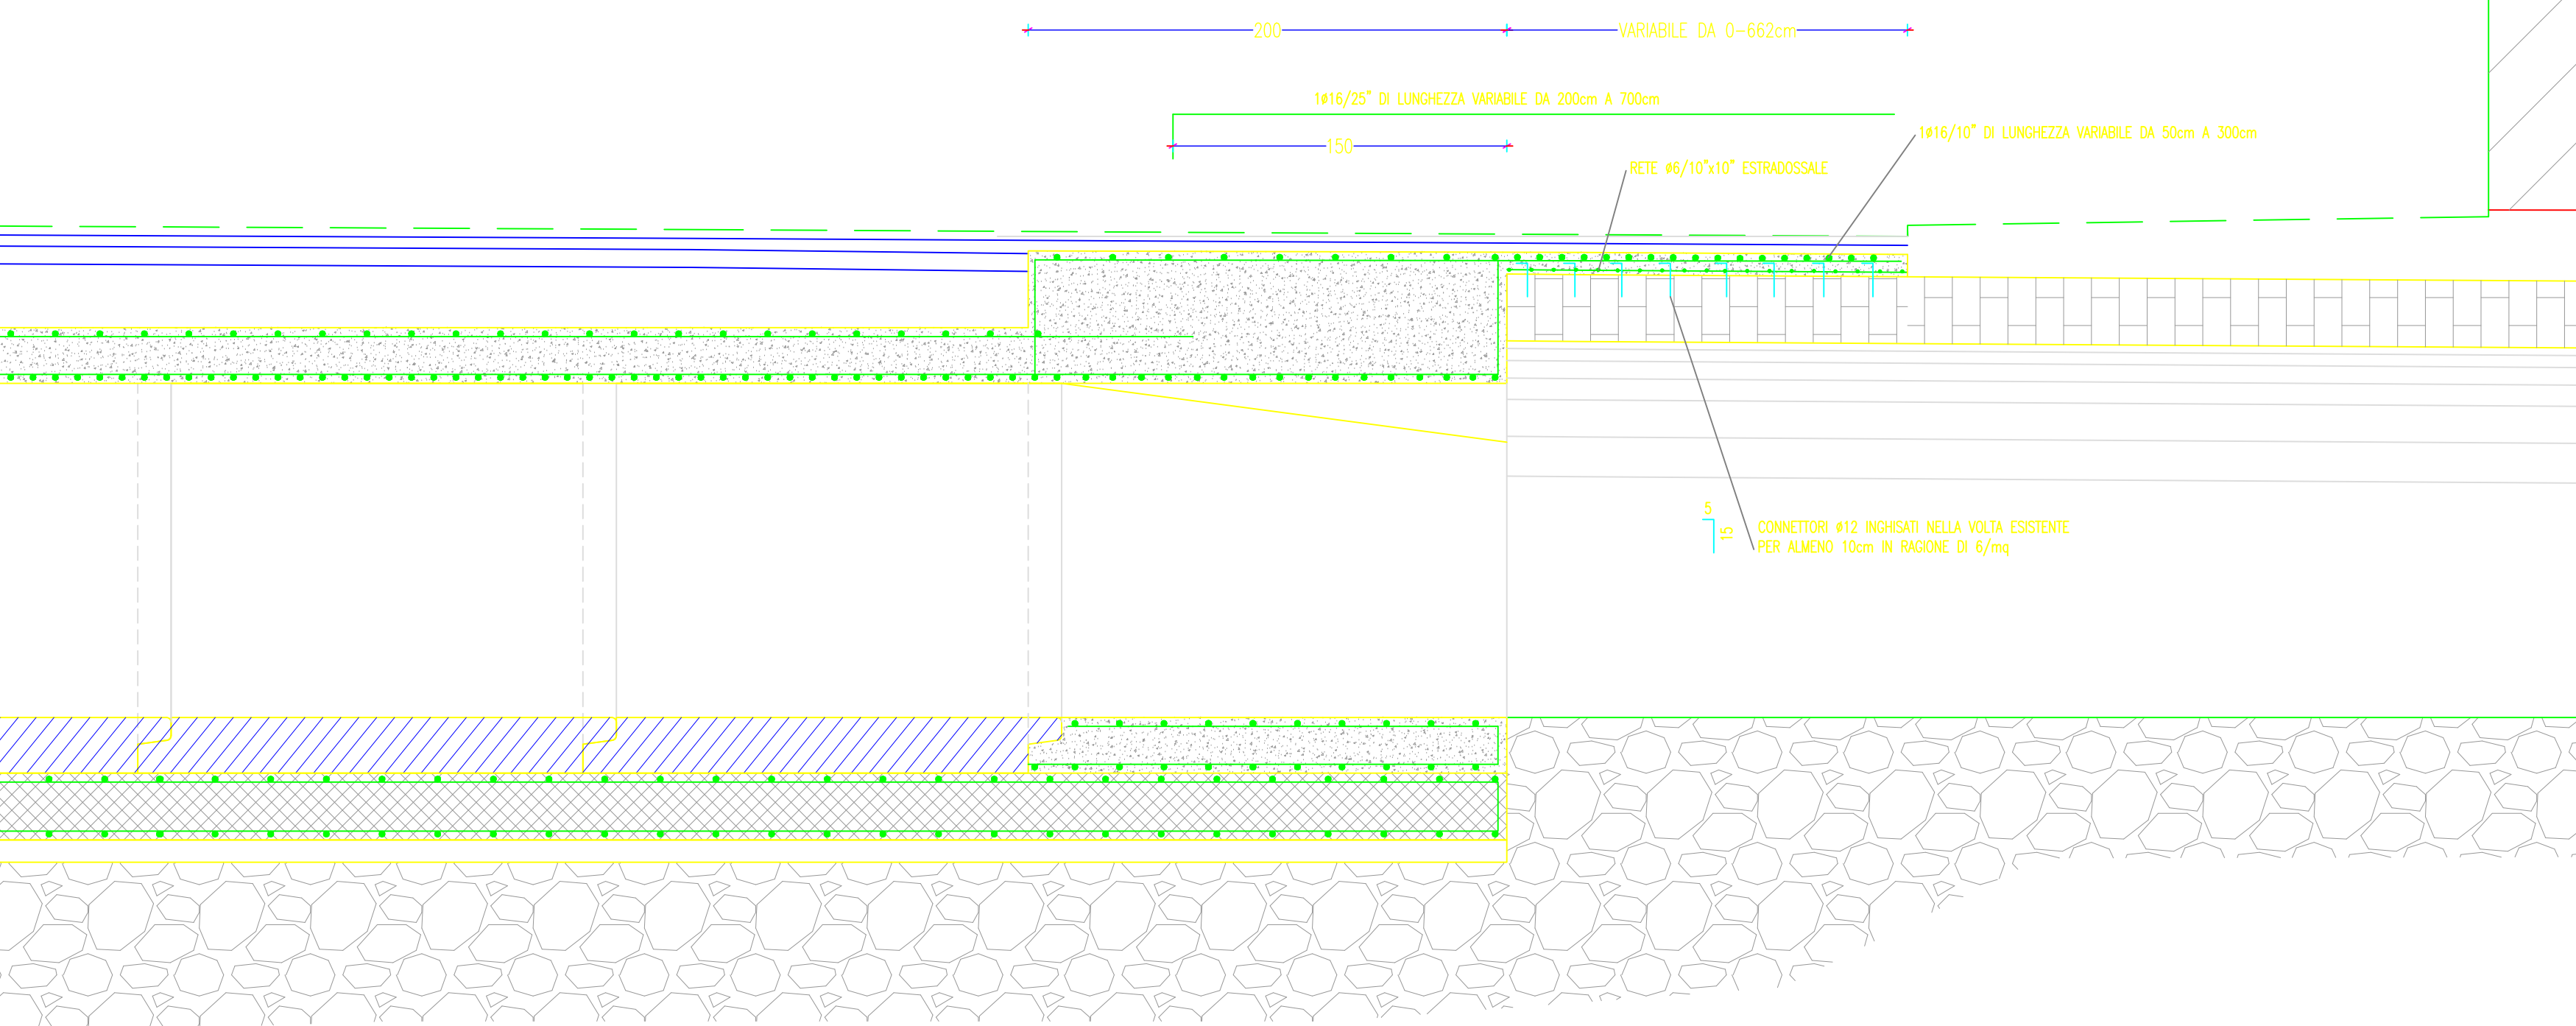 200
VARIABILE DA 0-662cm
1ø16/25" DI LUNGHEZZA VARIABILE DA 200cm A 700cm
1ø16/10" DI LUNGHEZZA VARIABILE DA 50cm A 300cm
150
RETE ø6/10"x10" ESTRADOSSALE
5
15
CONNETTORI ø12 INGHISATI NELLA VOLTA ESISTENTE
PER ALMENO 10cm IN RAGIONE DI 6/mq